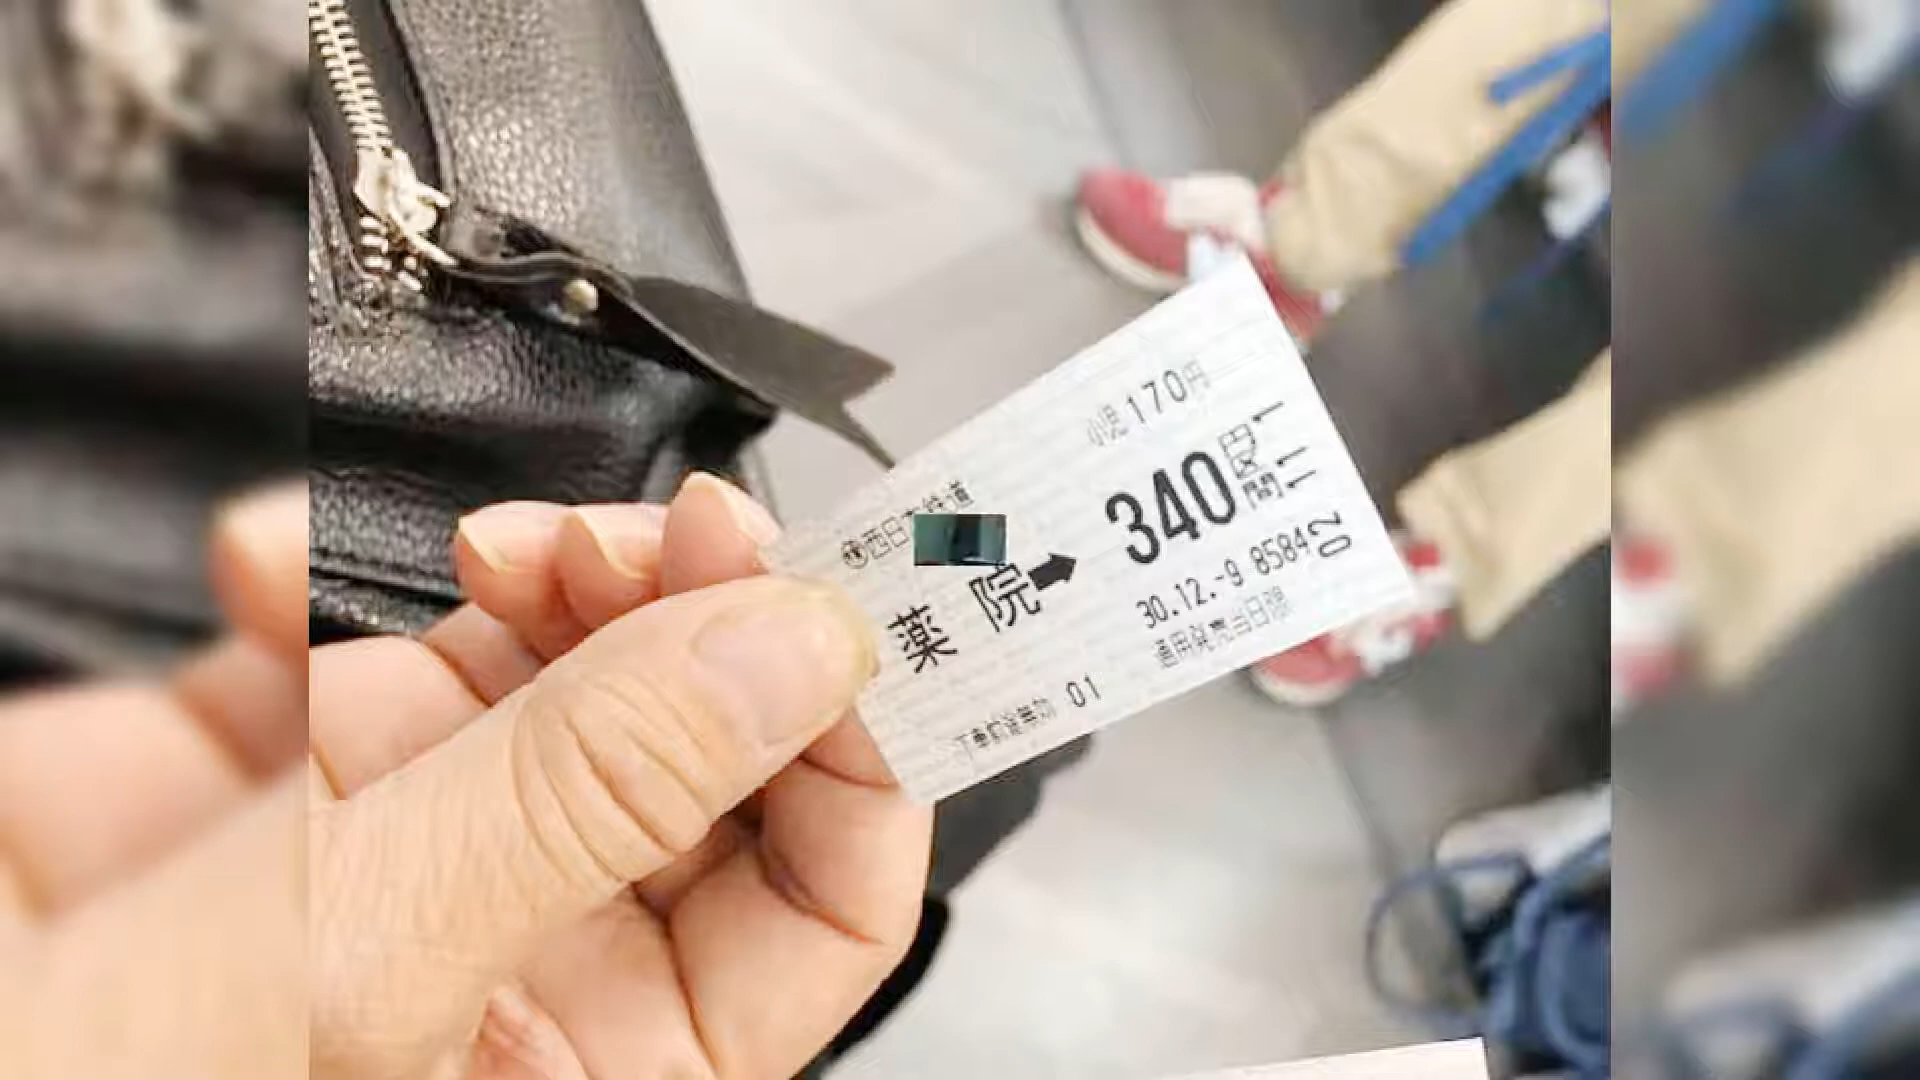 小児 170円
西日 鉄道
薬院➡340円区間
1
11
02
30.12.-9 8584
通用発売当日限
下車前途無効 01